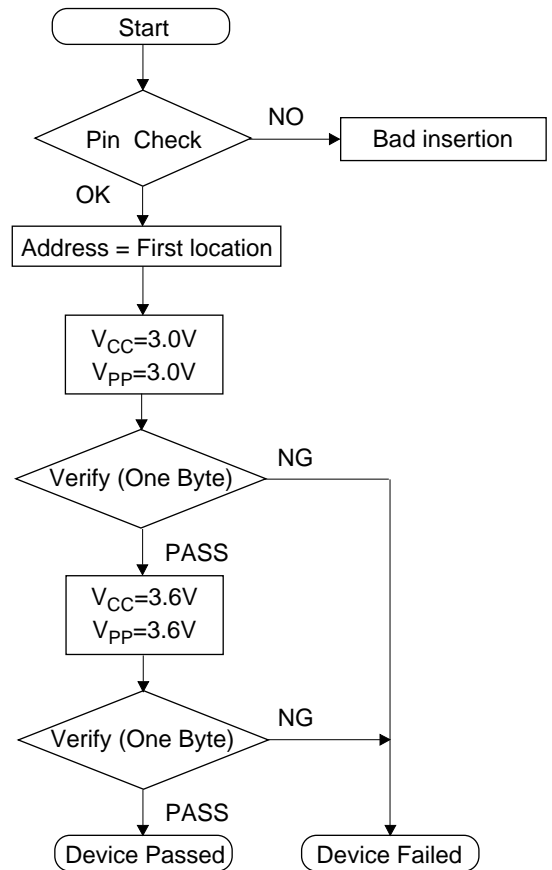 Start
Pin Check
NO
Bad insertion
OK
Address = First location
VCC=3.0V
VPP=3.0V
Verify (One Byte)
NG
PASS
VCC=3.6V
VPP=3.6V
Verify (One Byte)
NG
PASS
Device Passed
Device Failed